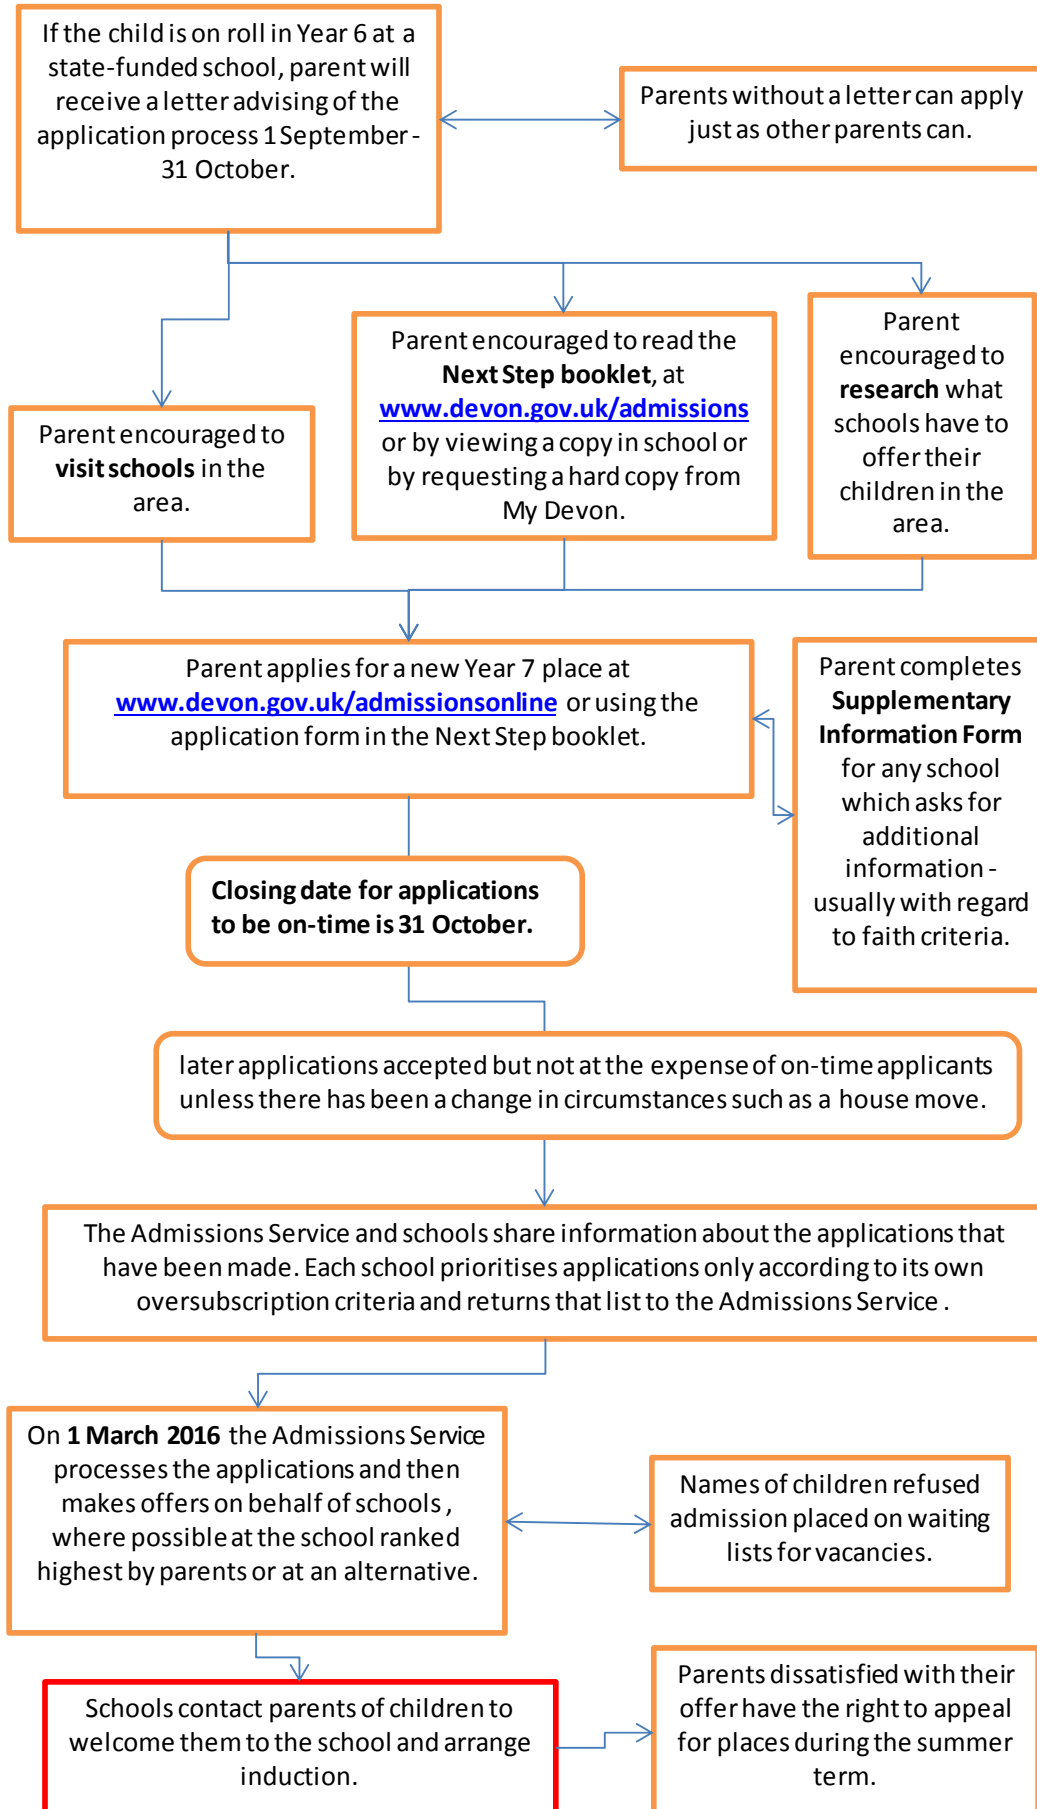 If the child is on roll in Year 6 at a
state-funded school, parent will
receive a letter advising of the
application process 1 September -
31 October.
Parents without a letter can apply
just as other parents can.
Parent encouraged to
visit schools in the
area.
Parent encouraged to read the
Next Step booklet, at
www.devon.gov.uk/admissions
or by viewing a copy in school or
by requesting a hard copy from
My Devon.
Parent
encouraged to
research what
schools have to
offer their
children in the
area.
Parent applies for a new Year 7 place at
www.devon.gov.uk/admissionsonline or using the
application form in the Next Step booklet.
Parent completes
Supplementary
Information Form
for any school
which asks for
additional
information -
usually with regard
to faith criteria.
Closing date for applications
to be on-time is 31 October.
later applications accepted but not at the expense of on-time applicants
unless there has been a change in circumstances such as a house move.
The Admissions Service and schools share information about the applications that
have been made. Each school prioritises applications only according to its own
oversubscription criteria and returns that list to the Admissions Service .
On 1 March 2016 the Admissions Service
processes the applications and then
makes offers on behalf of schools ,
where possible at the school ranked
highest by parents or at an alternative.
Names of children refused
admission placed on waiting
lists for vacancies.
Schools contact parents of children to
welcome them to the school and arrange
induction.
Parents dissatisfied with their
offer have the right to appeal
for places during the summer
term.